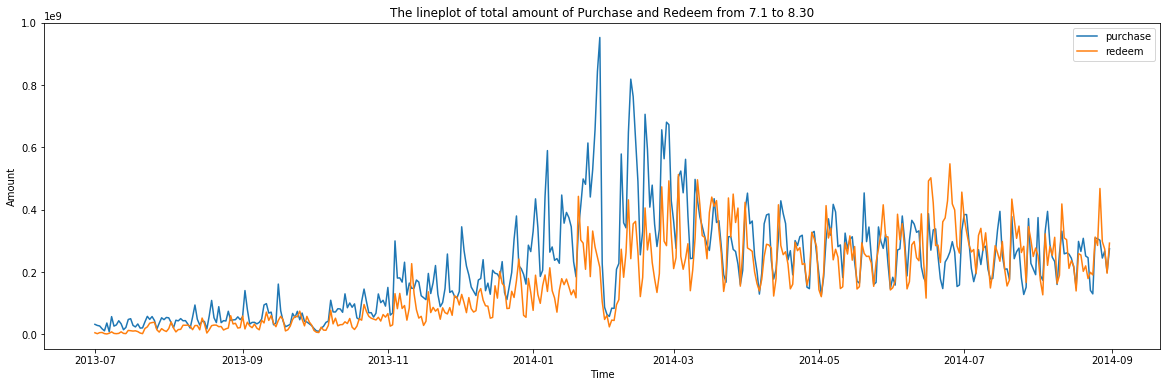 The lineplot of total amount of Purchase and Redeem from 7.1 to 8.30
1e9
1.0
0.8
0.6
0.4
0.2
0.0
Amount
purchase
redeem
2013-07
2013-09
2013-11
2014-01
2014-03
2014-05
2014-07
2014-09
Time